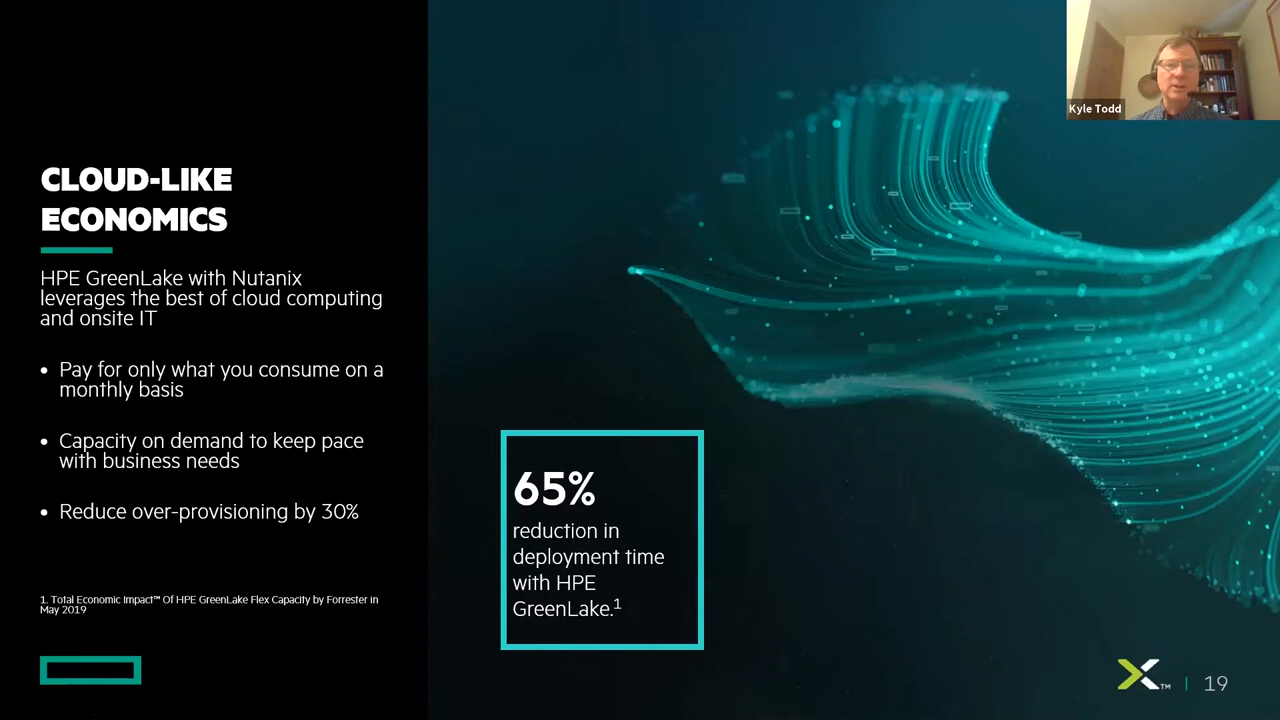 CLOUD-LIKE
ECONOMICS
HPE GreenLake with Nutanix
leverages the best of cloud computing
and onsite IT
• Pay for only what you consume on a
monthly basis
• Capacity on demand to keep pace
with business needs
• Reduce over-provisioning by 30%
1. Total Economic Impact™ Of HPE GreenLake Flex Capacity by Forrester in
May 2019
65%
reduction in
deployment time
with HPE
GreenLake.1
Kyle Todd
X™ | 19